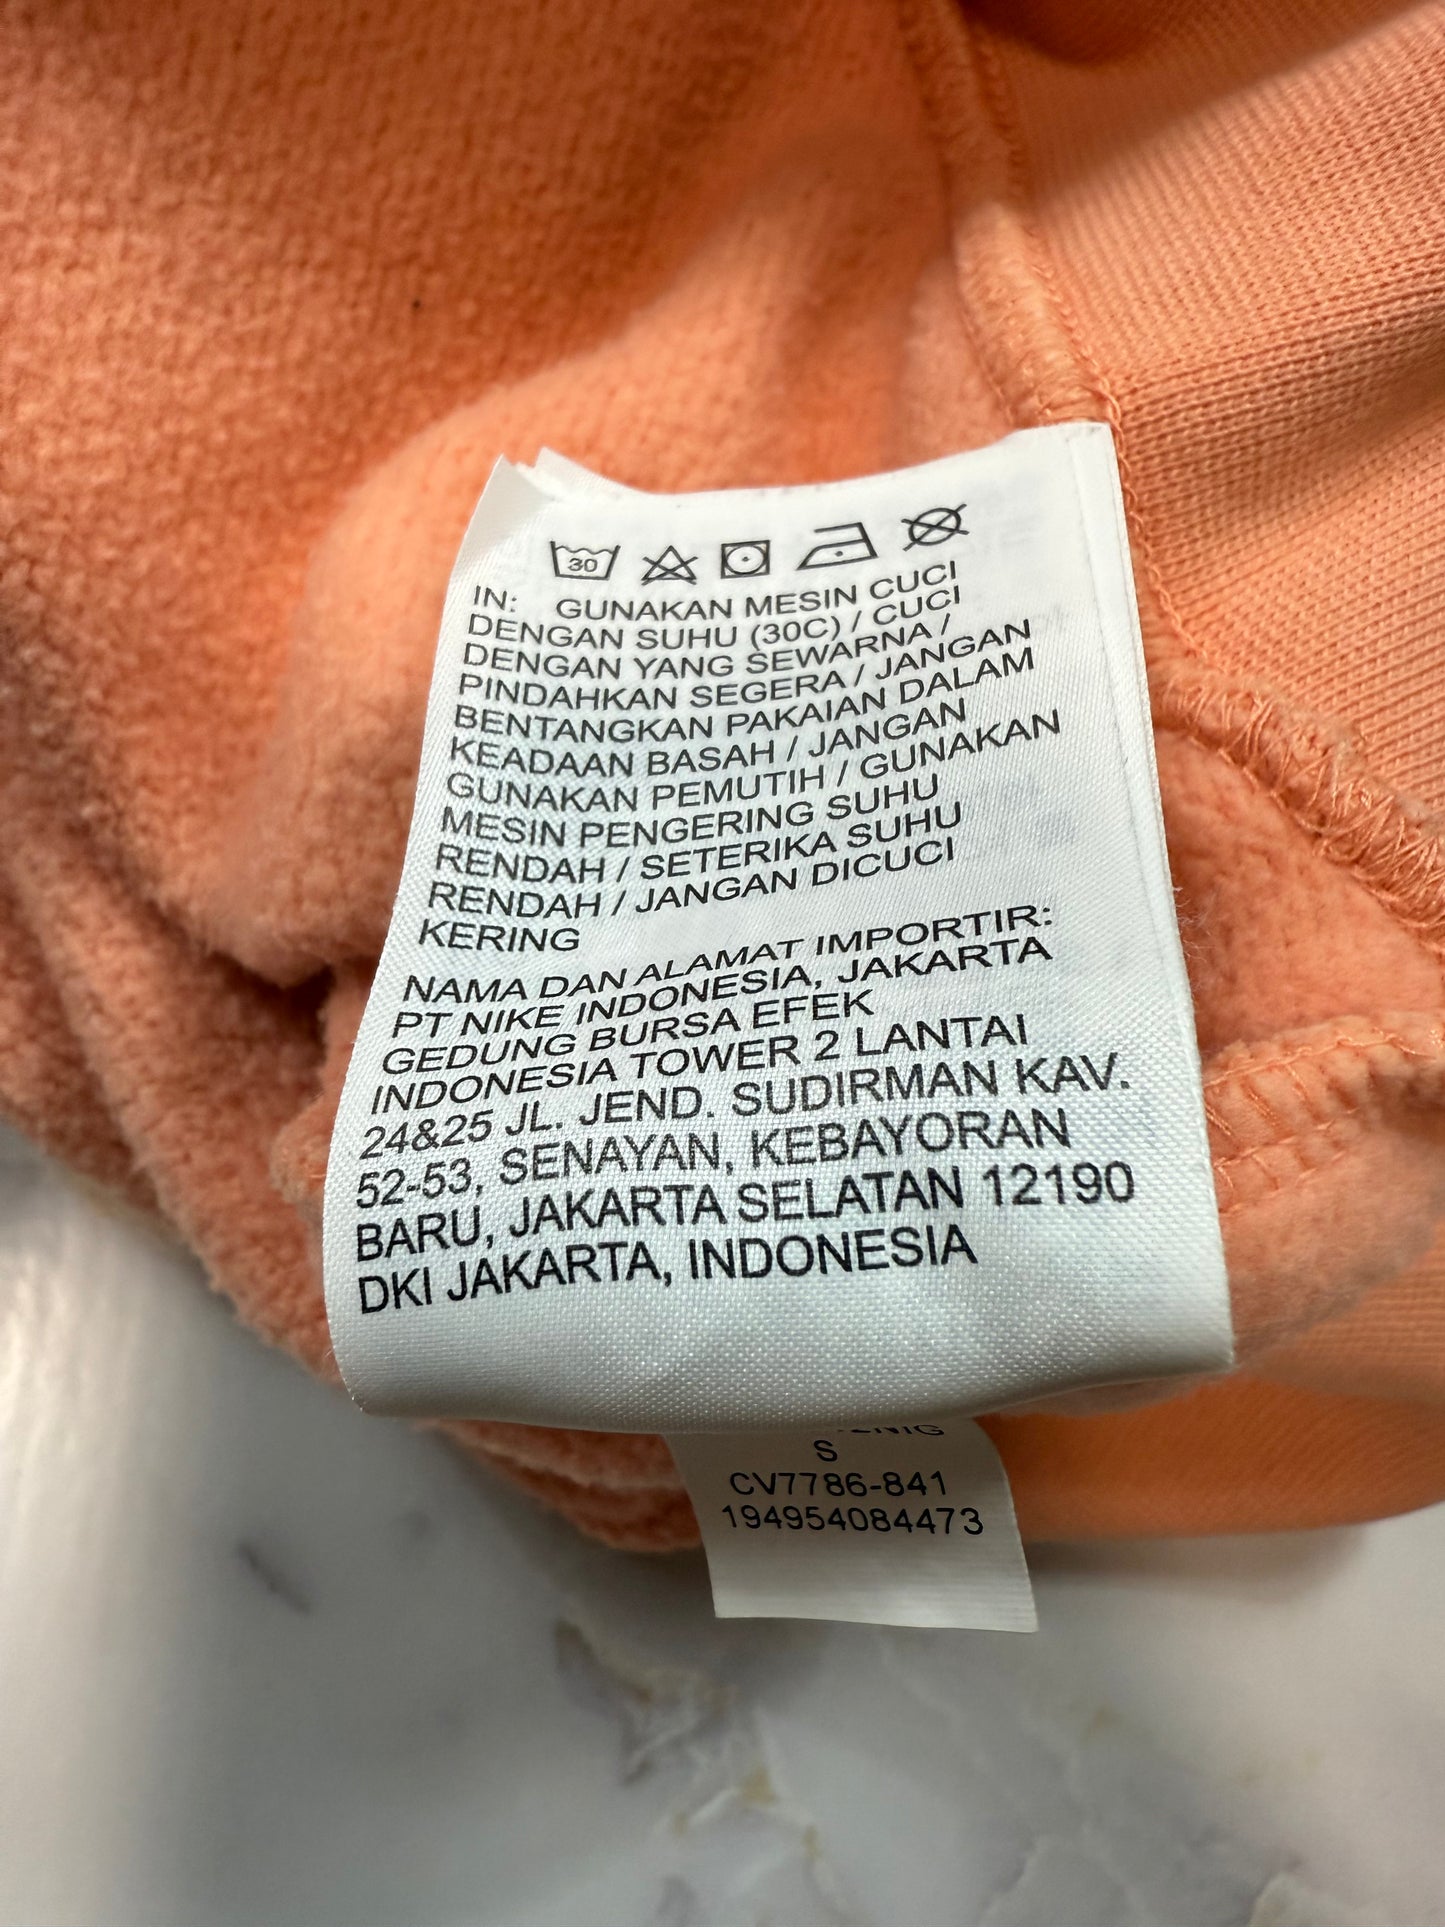 30
IN: GUNAKAN MESIN CUCI
DENGAN SUHU (30C) / CUCI
DENGAN YANG SEWARNA /
PINDAHKAN SEGERA / JANGAN
BENTANGKAN PAKAIAN DALAM
KEADAAN BASAH / JANGAN
GUNAKAN PEMUTIH / GUNAKAN
MESIN PENGERING SUHU
RENDAH / SETERIKA SUHU
RENDAH / JANGAN DICUCI
KERING
NAMA DAN ALAMAT IMPORTIR:
PT NIKE INDONESIA, JAKARTA
GEDUNG BURSA EFEK
INDONESIA TOWER 2 LANTAI
24&25 JL. JEND. SUDIRMAN KAV.
52-53, SENAYAN, KEBAYORAN
BARU, JAKARTA SELATAN 12190
DKI JAKARTA, INDONESIA
S
CV7786-841
194954084473